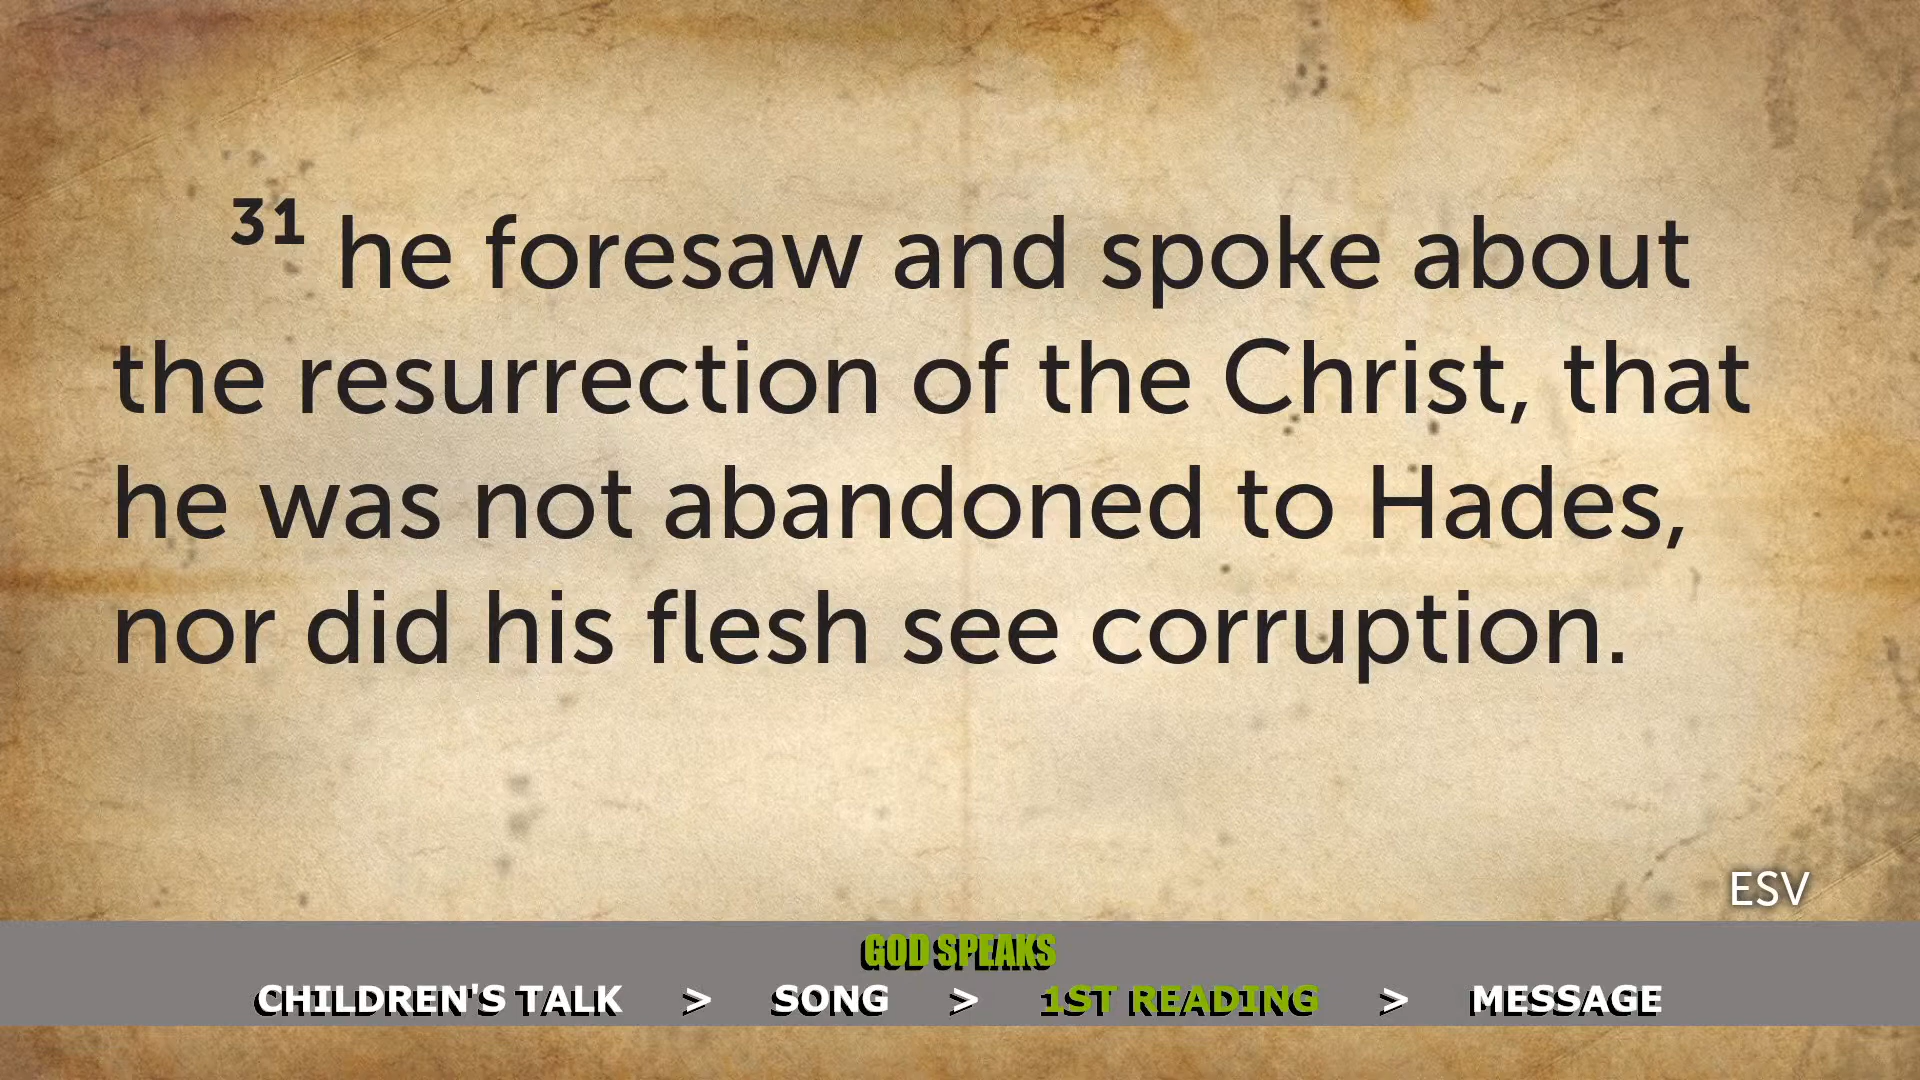 31 he foresaw and spoke about
the resurrection of the Christ, that
he was not abandoned to Hades,
nor did his flesh see corruption.
ESV
GOD SPEAKS
CHILDREN'S TALK > SONG > 1ST READING > MESSAGE